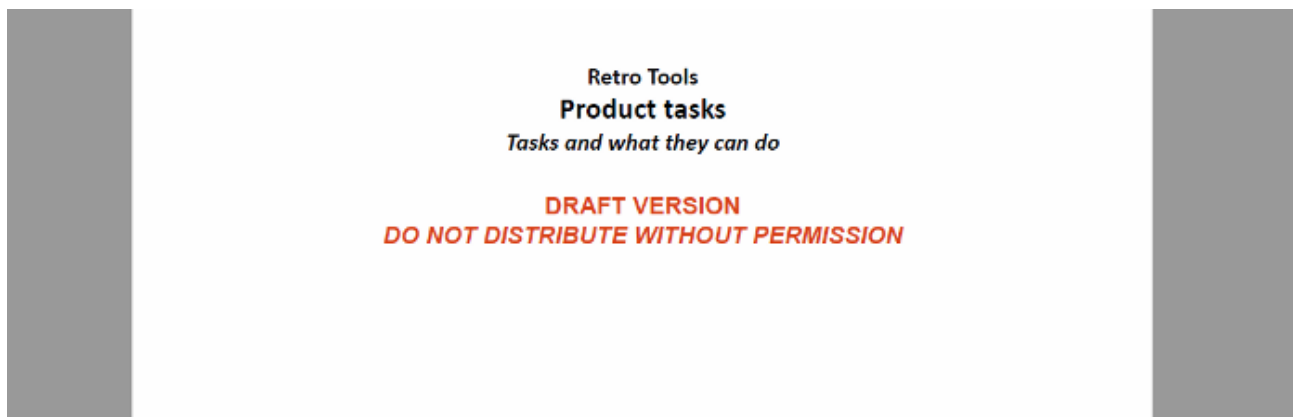 Retro Tools
Product tasks
Tasks and what they can do
DRAFT VERSION
DO NOT DISTRIBUTE WITHOUT PERMISSION